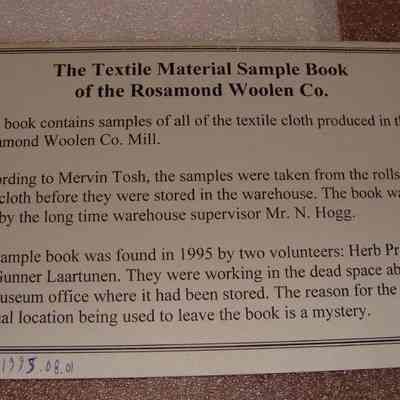 The Textile Material Sample Book
of the Rosamond Woolen Co.
book contains samples of all of the textile cloth produced in th
amond Woolen Co. Mill.
ording to Mervin Tosh, the samples were taken from the rolls
cloth before they were stored in the warehouse. The book wa
by the long time warehouse supervisor Mr. N. Hogg.
sample book was found in 1995 by two volunteers: Herb Pr
Gunner Laartunen. They were working in the dead space ab
useum office where it had been stored. The reason for the
al location being used to leave the book is a mystery.
1995.08.01